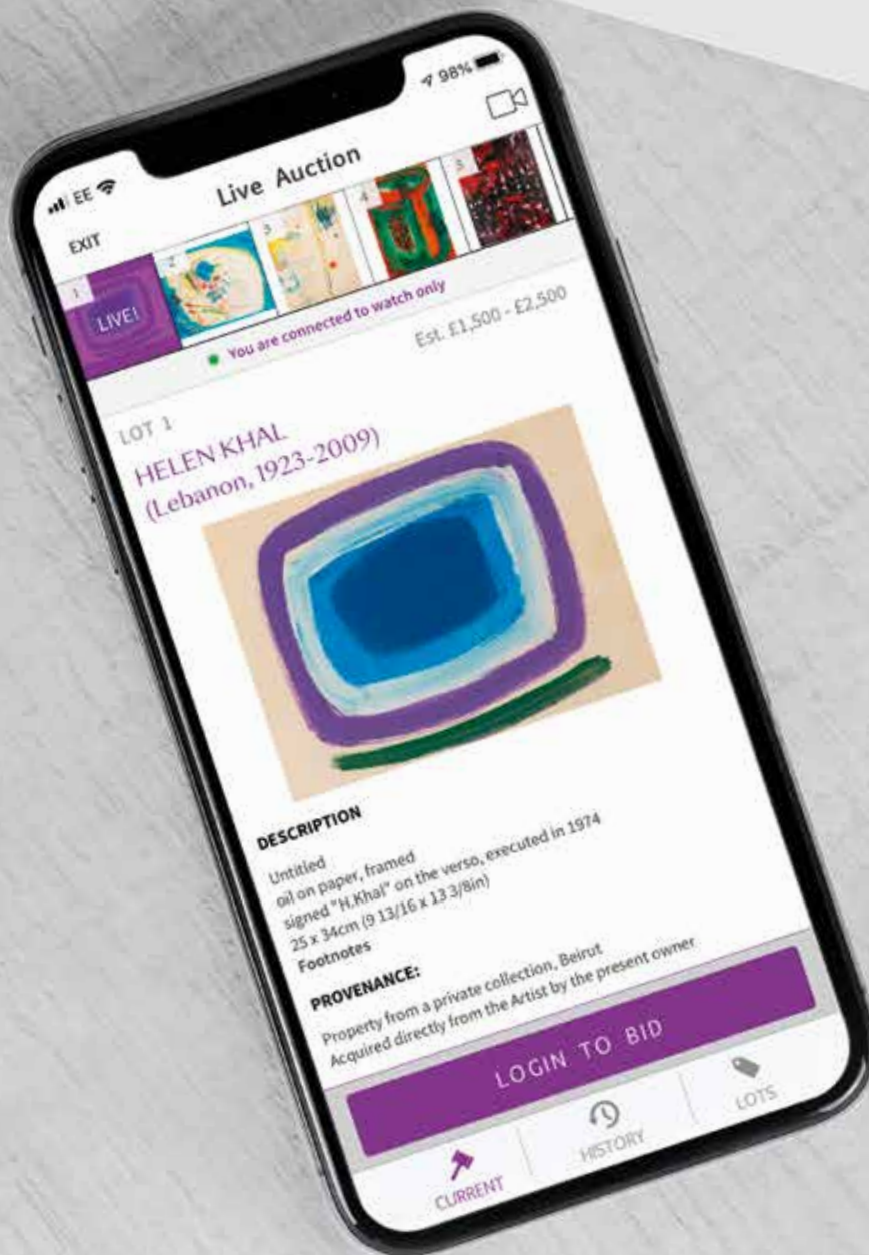 EE
98%
EXIT
Live Auction
1
LIVE!
2
3
4
5
You are connected to watch only
Est. £1,500 - £2,500
LOT 1
HELEN KHAL
(Lebanon, 1923-2009)
DESCRIPTION
Untitled
oil on paper, framed
signed "H.Khal" on the verso, executed in 1974
25 x 34cm (9 13/16 x 13 3/8in)
Footnotes
PROVENANCE:
Property from a private collection, Beirut
Acquired directly from the Artist by the present owner
LOGIN TO BID
CURRENT
HISTORY
LOTS